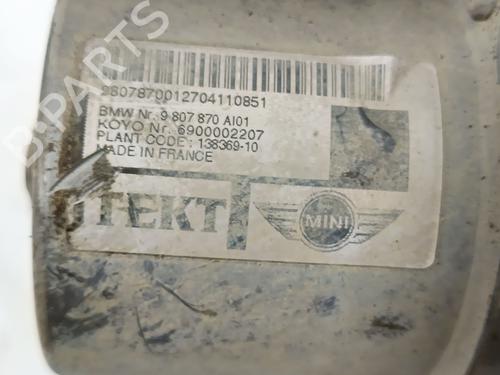 B-PARTS
9807870012704110851
BMW Nr. 9 807 870 AI01
KOYO Nr. 6900002207
PLANT CODE : 138369-10
MADE IN FRANCE
JTEKT
MINI